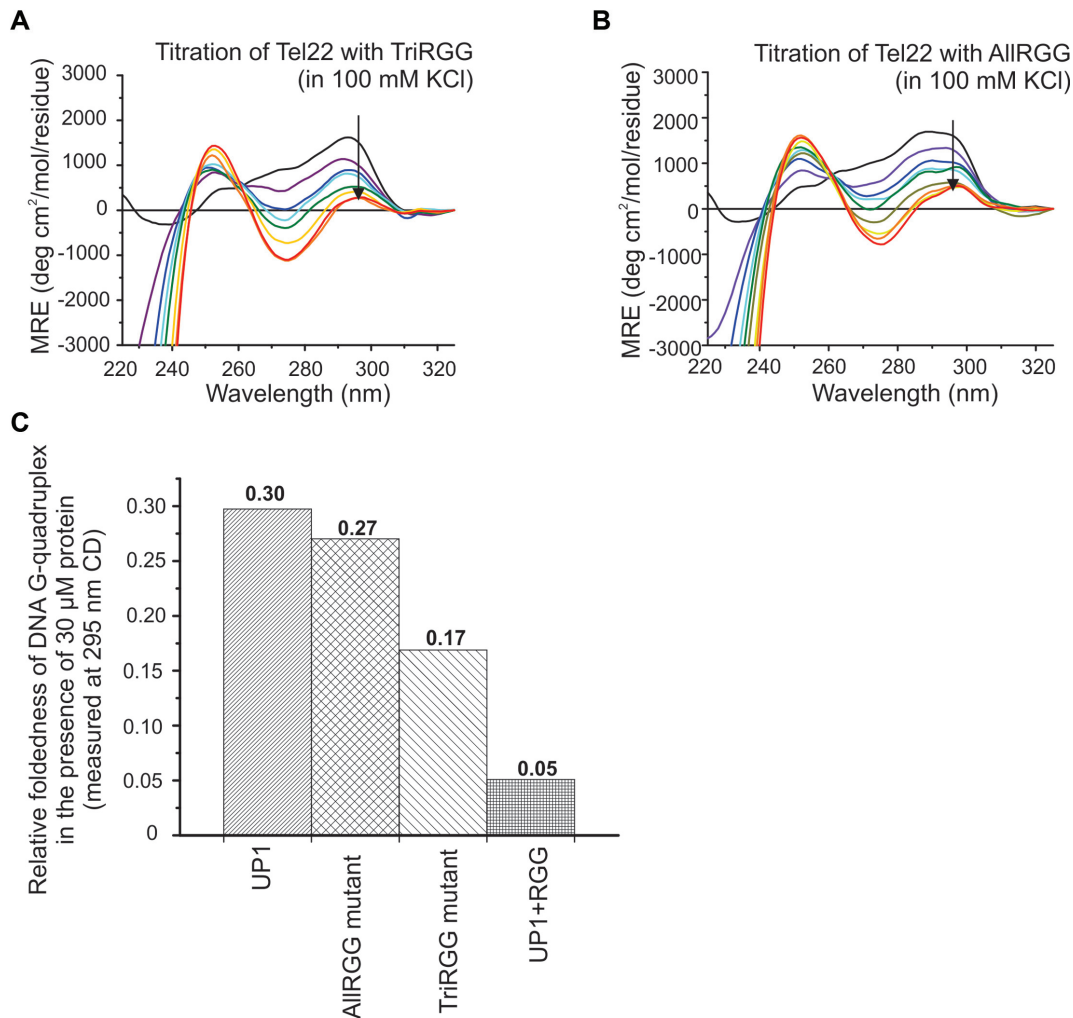 A
Titration of Tel22 with TriRGG
(in 100 mM KCl)
3000
2000
1000
0
-1000
-2000
-3000
MRE (deg cm²/mol/residue)
220 240 260 280 300 320
Wavelength (nm)
B
Titration of Tel22 with AllRGG
(in 100 mM KCl)
3000
2000
1000
0
-1000
-2000
-3000
MRE (deg cm²/mol/residue)
220 240 260 280 300 320
Wavelength (nm)
C
Relative foldedness of DNA G-quadruplex
in the presence of 30 µM protein
(measured at 295 nm CD)
0.30
0.25
0.20
0.15
0.10
0.05
0
0.30
0.27
0.17
0.05
UP1
AllRGG mutant
TriRGG mutant
UP1+RGG